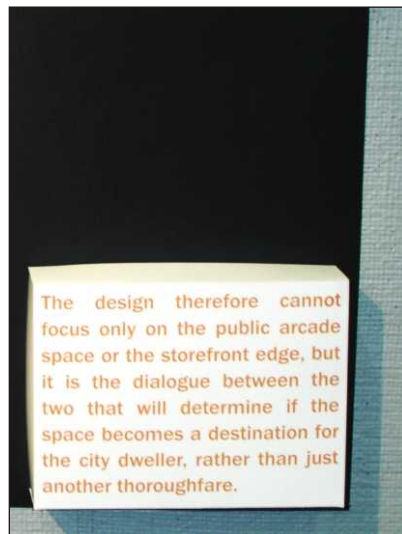 The design therefore cannot
focus only on the public arcade
space or the storefront edge, but
it is the dialogue between the
two that will determine if the
space becomes a destination for
the city dweller, rather than just
another thoroughfare.